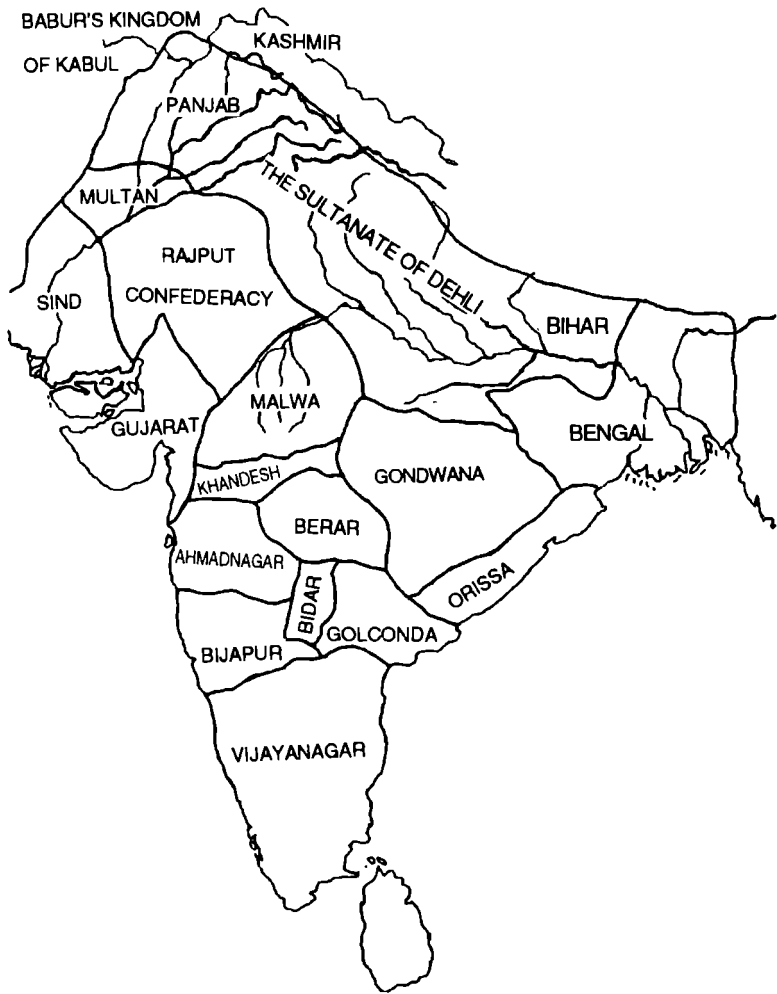 BABUR'S KINGDOM
OF KABUL
KASHMIR
PANJAB
MULTAN
THE SULTANATE OF DEHLI
RAJPUT
CONFEDERACY
SIND
BIHAR
MALWA
GUJARAT
BENGAL
KHANDESH
GONDWANA
BERAR
AHMADNAGAR
ORISSA
BIDAR
GOLCONDA
BIJAPUR
VIJAYANAGAR